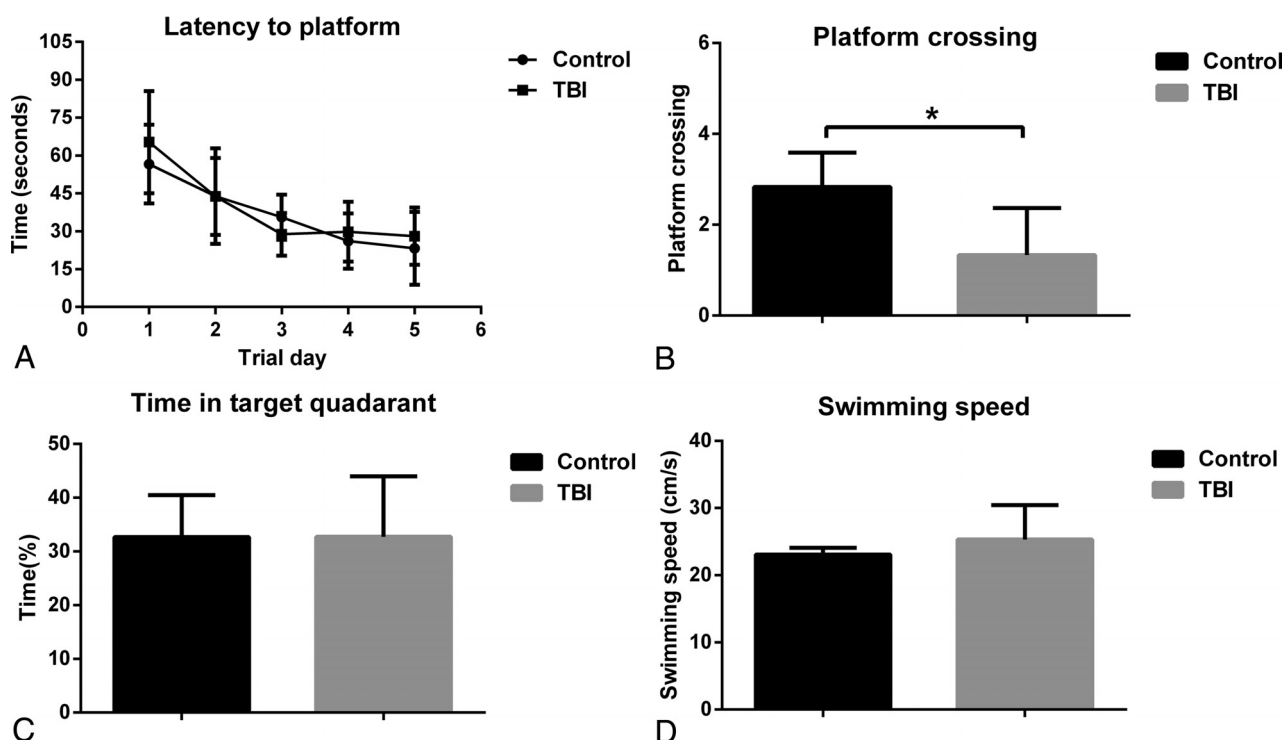 Latency to platform
105
90
75
60
45
30
15
0
Time (seconds)
0 1 2 3 4 5 6
Trial day
Control
TBI
A
Platform crossing
6
4
2
0
Platform crossing
*
Control
TBI
B
Time in target quadarant
50
40
30
20
10
0
Time(%)
Control
TBI
C
Swimming speed
40
30
20
10
0
Swimming speed (cm/s)
Control
TBI
D